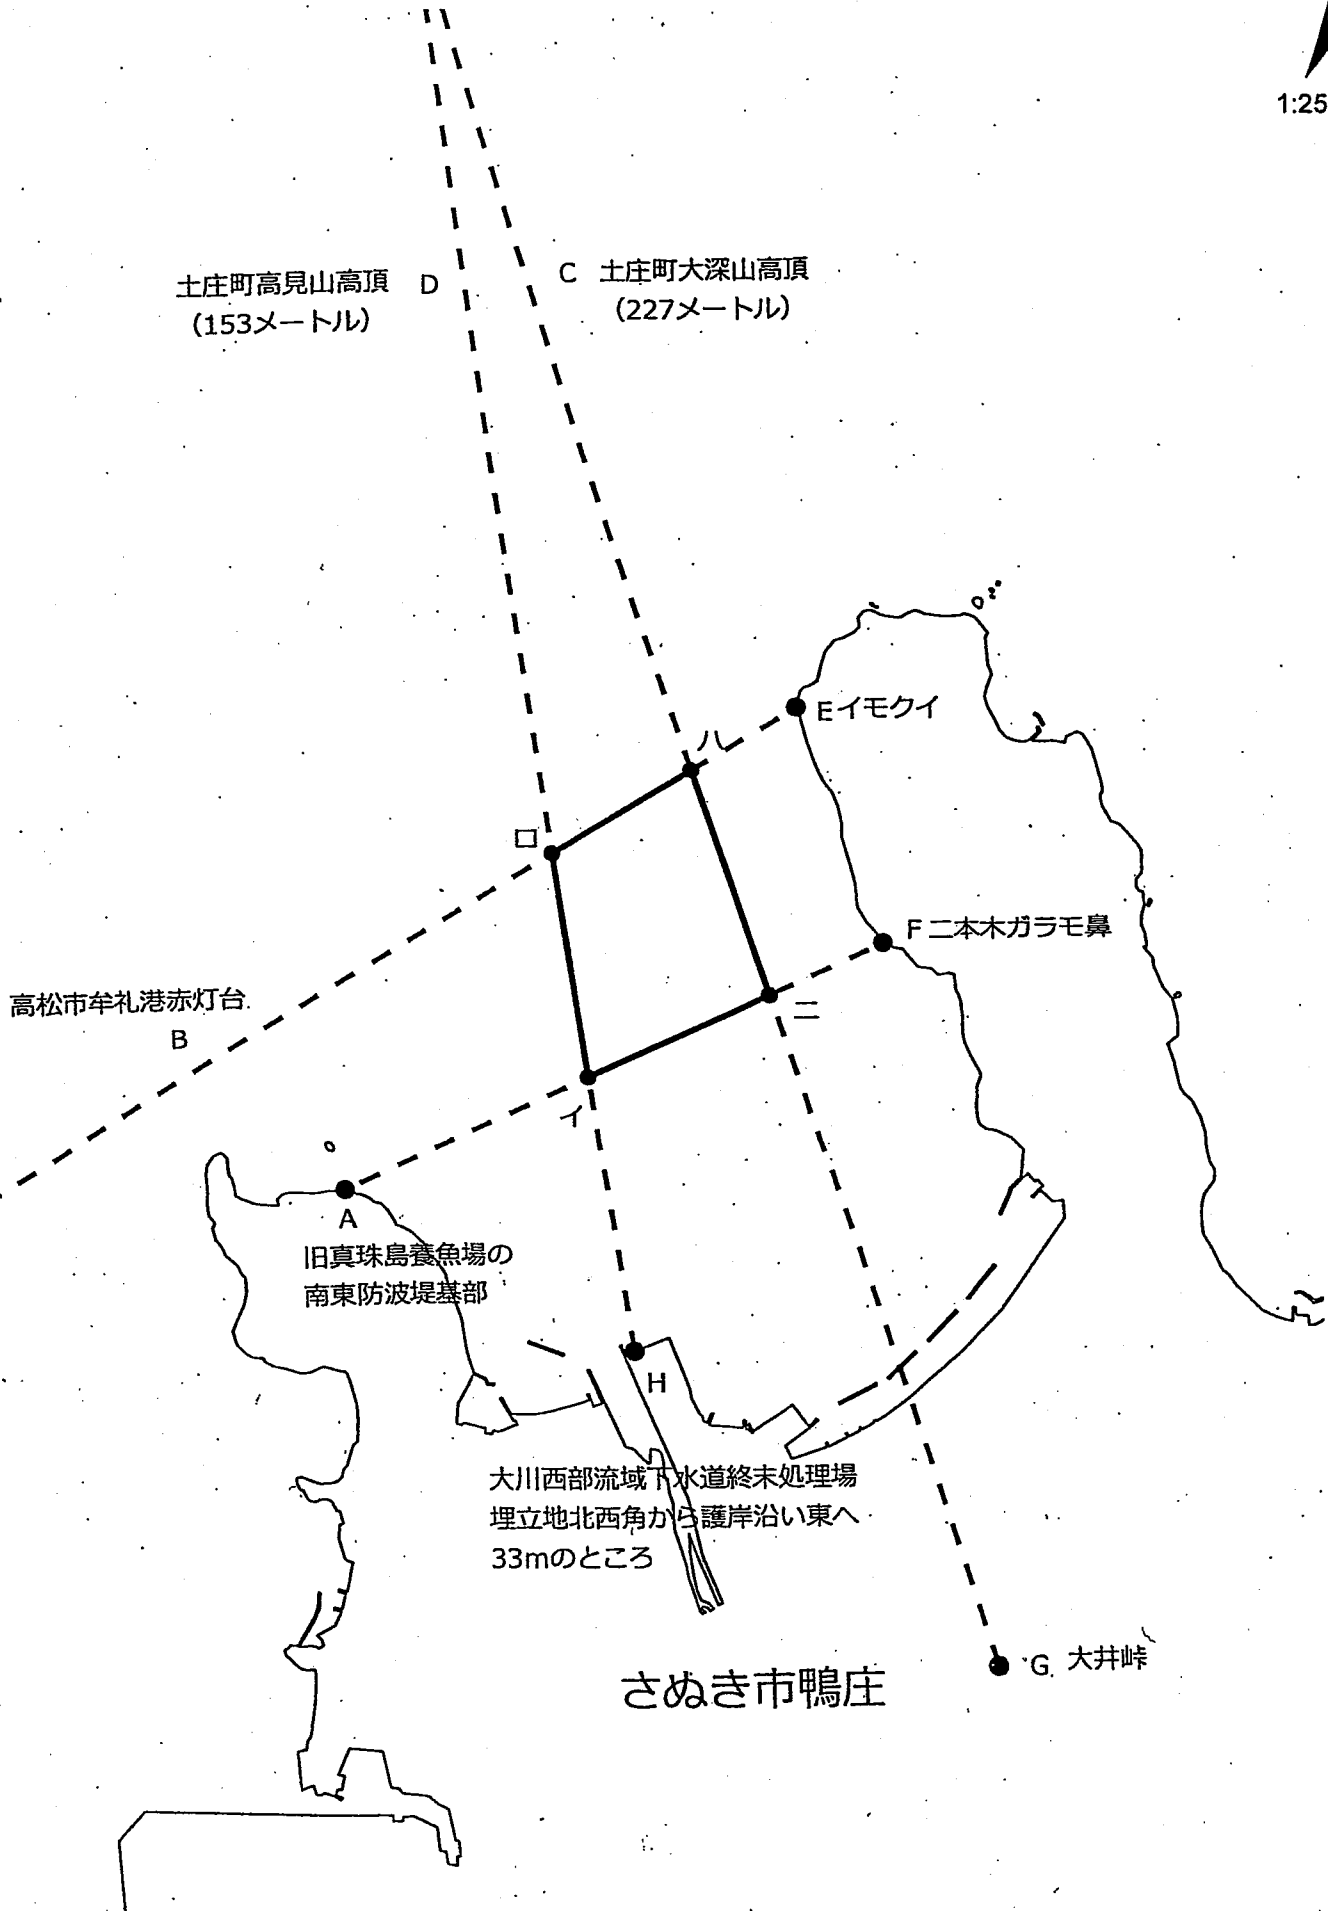 1:25
土庄町高見山高頂 D
(153メートル)
C 土庄町大深山高頂
(227メートル)
E イモクイ
ハ
ロ
F 二本木ガラモ鼻
高松市牟礼港赤灯台
B
ニ
イ
A
旧真珠島養魚場の
南東防波堤基部
H
大川西部流域下水道終末処理場
埋立地北西角から護岸沿い東へ
33mのところ
G 大井峠
さぬき市鴨庄